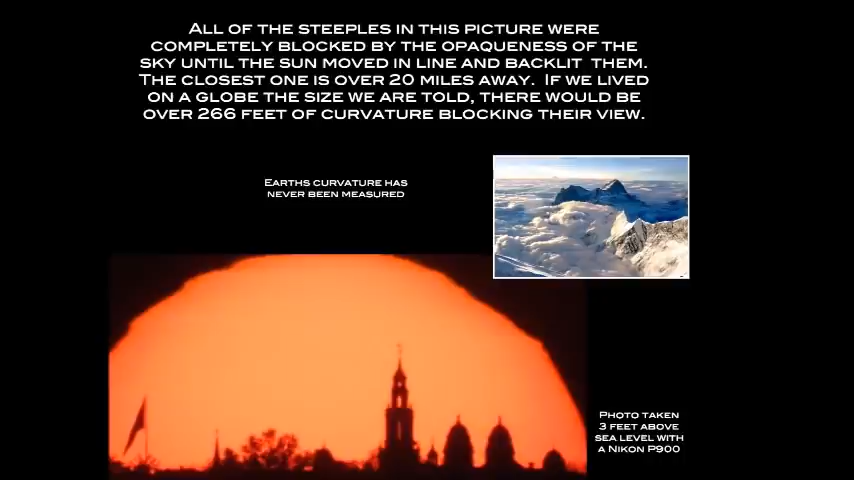 ALL OF THE STEEPLES IN THIS PICTURE WERE
COMPLETELY BLOCKED BY THE OPAQUENESS OF THE
SKY UNTIL THE SUN MOVED IN LINE AND BACKLIT THEM.
THE CLOSEST ONE IS OVER 20 MILES AWAY. IF WE LIVED
ON A GLOBE THE SIZE WE ARE TOLD, THERE WOULD BE
OVER 266 FEET OF CURVATURE BLOCKING THEIR VIEW.
EARTHS CURVATURE HAS
NEVER BEEN MEASURED
PHOTO TAKEN
3 FEET ABOVE
SEA LEVEL WITH
A NIKON P900